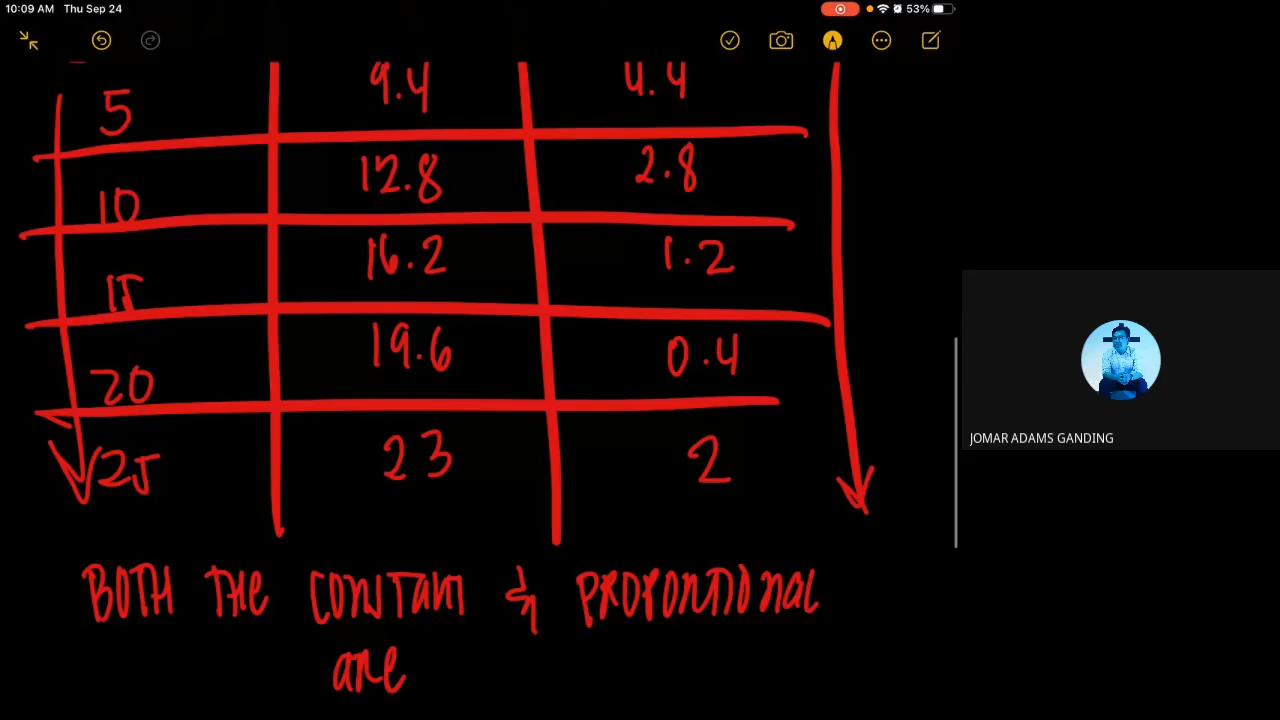 10:09 AM Thu Sep 24
53%
5 9.4 4.4
10 12.8 2.8
15 16.2 1.2
20 19.6 0.4
25 23 2
BOTH THE CONSTANT & PROPORTIONAL
are
JOMAR ADAMS GANDING